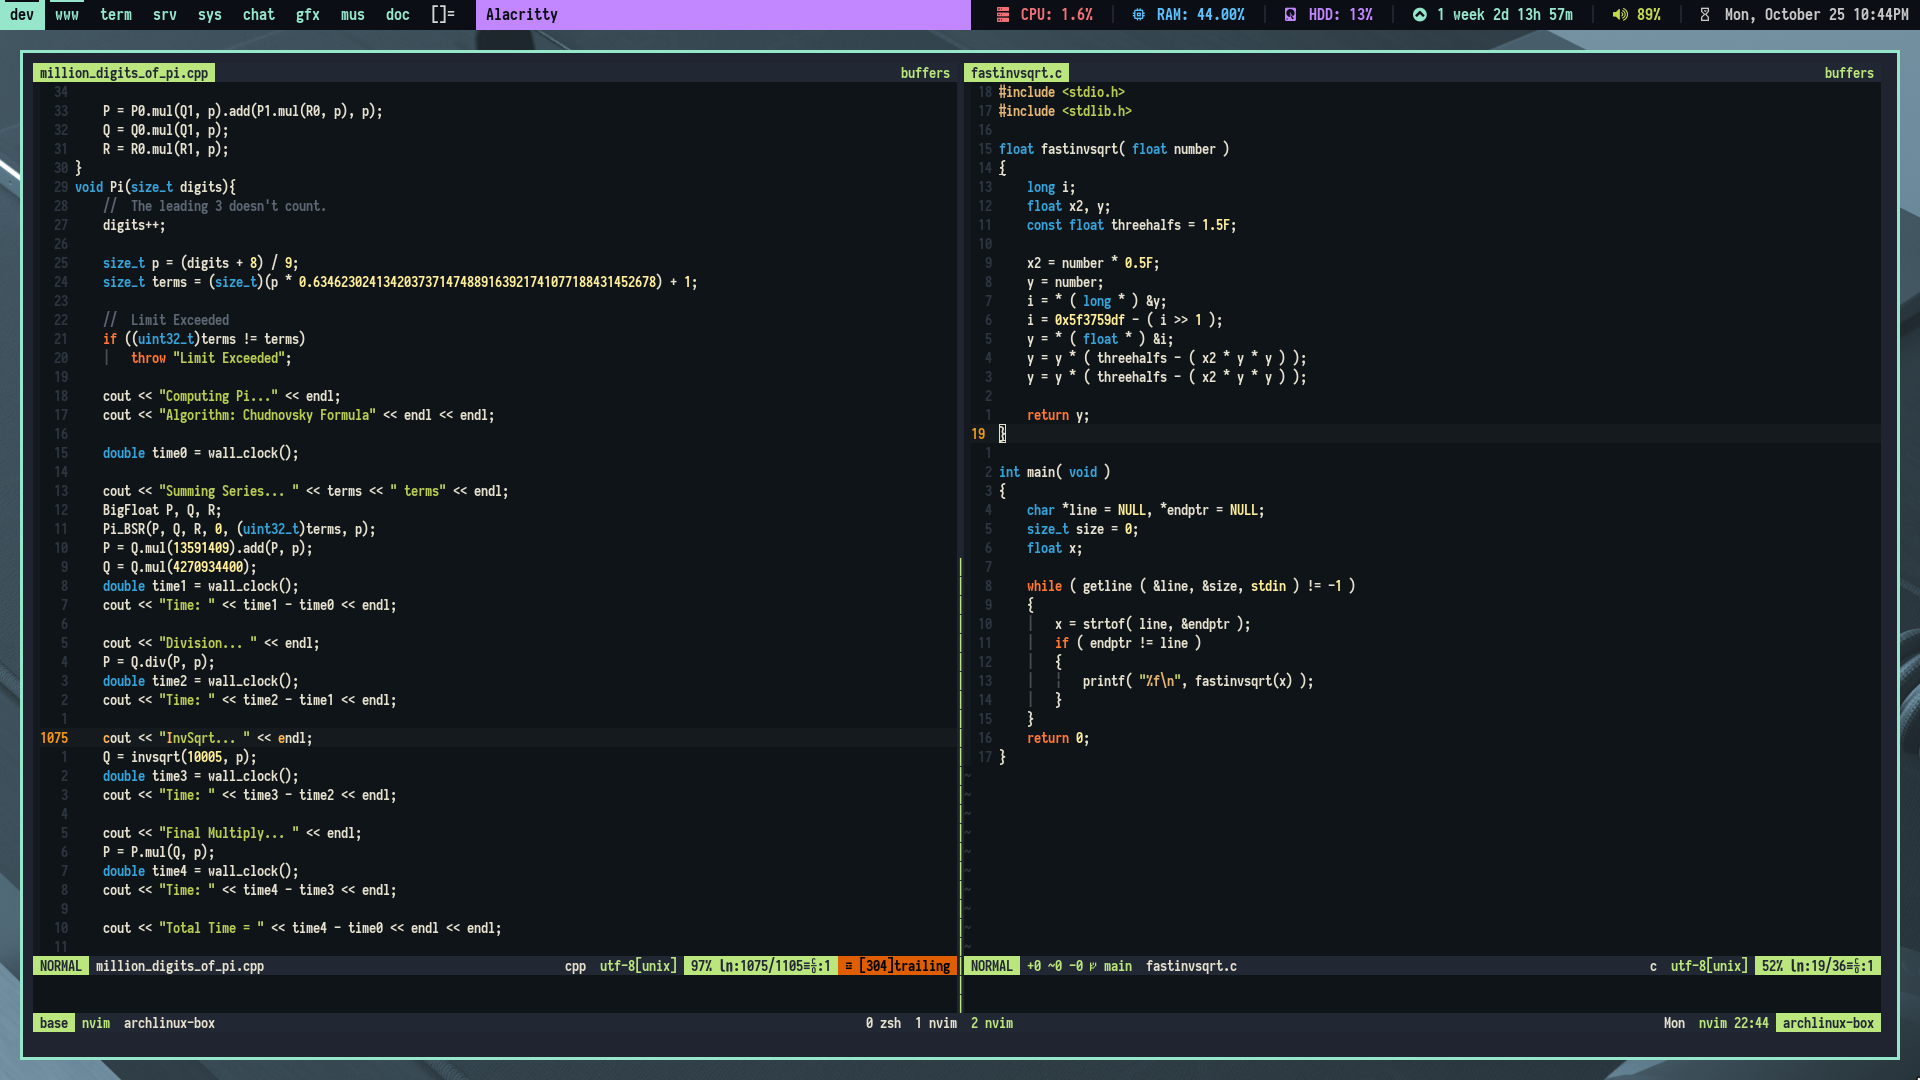 dev www term srv sys chat gfx mus doc []= Alacritty CPU: 1.6% RAM: 44.00% HDD: 13% 1 week 2d 13h 57m 89% Mon, October 25 10:44PM
million_digits_of_pi.cpp buffers
34
33 P = P0.mul(Q1, p).add(P1.mul(R0, p), p);
32 Q = Q0.mul(Q1, p);
31 R = R0.mul(R1, p);
30 }
29 void Pi(size_t digits){
28 // The leading 3 doesn't count.
27 digits++;
26
25 size_t p = (digits + 8) / 9;
24 size_t terms = (size_t)(p * 0.6346230241342037371474889163921741077188431452678) + 1;
23
22 // Limit Exceeded
21 if ((uint32_t)terms != terms)
20 throw "Limit Exceeded";
19
18 cout << "Computing Pi..." << endl;
17 cout << "Algorithm: Chudnovsky Formula" << endl << endl;
16
15 double time0 = wall_clock();
14
13 cout << "Summing Series... " << terms << " terms" << endl;
12 BigFloat P, Q, R;
11 Pi_BSR(P, Q, R, 0, (uint32_t)terms, p);
10 P = Q.mul(13591409).add(P, p);
9 Q = Q.mul(4270934400);
8 double time1 = wall_clock();
7 cout << "Time: " << time1 - time0 << endl;
6
5 cout << "Division... " << endl;
4 P = Q.div(P, p);
3 double time2 = wall_clock();
2 cout << "Time: " << time2 - time1 << endl;
1
1075 cout << "InvSqrt... " << endl;
1 Q = invsqrt(10005, p);
2 double time3 = wall_clock();
3 cout << "Time: " << time3 - time2 << endl;
4
5 cout << "Final Multiply... " << endl;
6 P = P.mul(Q, p);
7 double time4 = wall_clock();
8 cout << "Time: " << time4 - time3 << endl;
9
10 cout << "Total Time = " << time4 - time0 << endl << endl;
11
NORMAL million_digits_of_pi.cpp cpp utf-8[unix] 97% ln:1075/1105≡℅:1 ≡ [304]trailing
fastinvsqrt.c buffers
18 #include <stdio.h>
17 #include <stdlib.h>
16
15 float fastinvsqrt( float number )
14 {
13 long i;
12 float x2, y;
11 const float threehalfs = 1.5F;
10
9 x2 = number * 0.5F;
8 y = number;
7 i = * ( long * ) &y;
6 i = 0x5f3759df - ( i >> 1 );
5 y = * ( float * ) &i;
4 y = y * ( threehalfs - ( x2 * y * y ) );
3 y = y * ( threehalfs - ( x2 * y * y ) );
2
1 return y;
19 }
1
2 int main( void )
3 {
4 char *line = NULL, *endptr = NULL;
5 size_t size = 0;
6 float x;
7
8 while ( getline ( &line, &size, stdin ) != -1 )
9 {
10 x = strtof( line, &endptr );
11 if ( endptr != line )
12 {
13 printf( "%f\n", fastinvsqrt(x) );
14 }
15 }
16 return 0;
17 }
~
~
~
~
~
~
~
~
~
~
NORMAL +0 ~0 -0 main fastinvsqrt.c c utf-8[unix] 52% ln:19/36≡℅:1
base nvim archlinux-box 0 zsh 1 nvim 2 nvim Mon nvim 22:44 archlinux-box